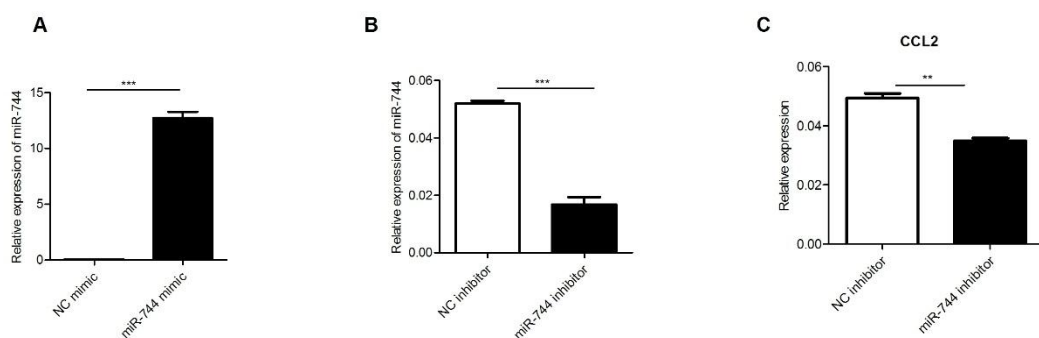 A
Relative expression of miR-744
15
10
5
0
***
NC mimic
miR-744 mimic
B
Relative expression of miR-744
0.06
0.04
0.02
0.00
***
NC inhibitor
miR-744 inhibitor
C
CCL2
Relative expression
0.06
0.04
0.02
0.00
**
NC inhibitor
miR-744 inhibitor